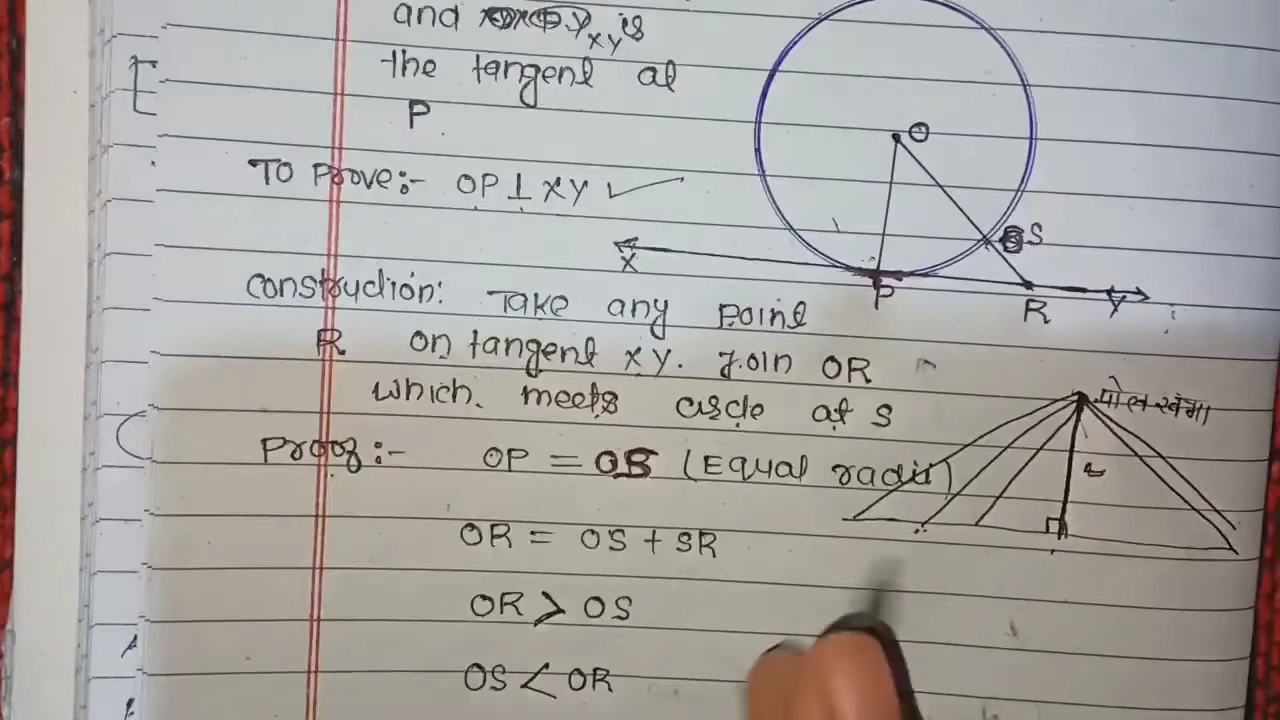 and XY is
the tangent at
P
To Prove:- OP ⊥ XY ✓
O
S
X
P
R
Y
construction: Take any point
R on tangent XY. Join OR
which meets circle at S
Proof:- OP = OS (Equal radii)
OR = OS + SR
OR > OS
OS < OR